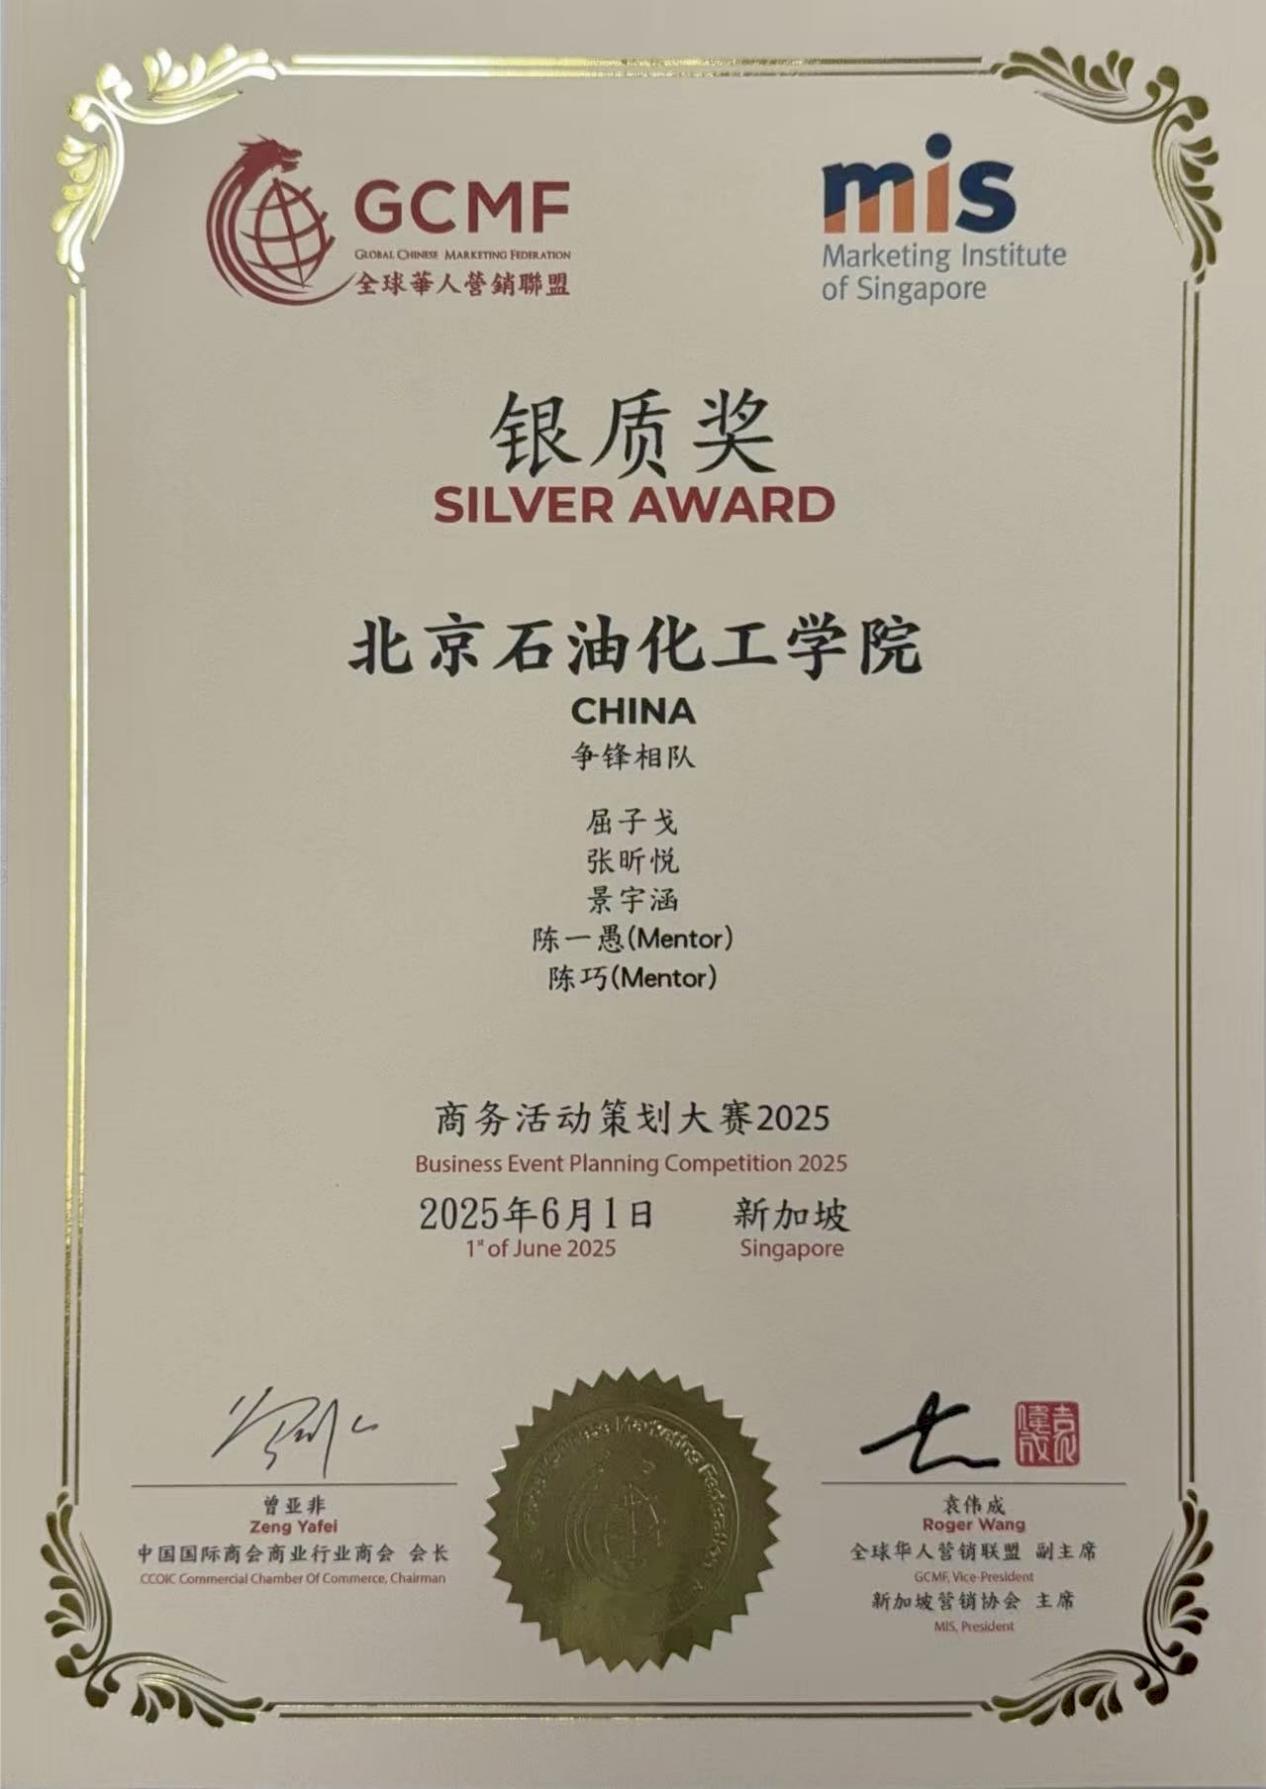 GCMF
GLOBAL CHINESE MARKETING FEDERATION
全球華人營銷聯盟
mis
Marketing Institute
of Singapore
银质奖
SILVER AWARD
北京石油化工学院
CHINA
争锋相队
屈子戈
张昕悦
景宇涵
陈一愚(Mentor)
陈巧(Mentor)
商务活动策划大赛2025
Business Event Planning Competition 2025
2025年6月1日 新加坡
1st of June 2025 Singapore
曾亚非
Zeng Yafei
中国国际商会商业行业商会 会长
CCOIC Commercial Chamber Of Commerce, Chairman
Chinese Marketing Federation
袁偉成
袁伟成
Roger Wang
全球华人营销联盟 副主席
GCMF, Vice-President
新加坡营销协会 主席
MIS, President